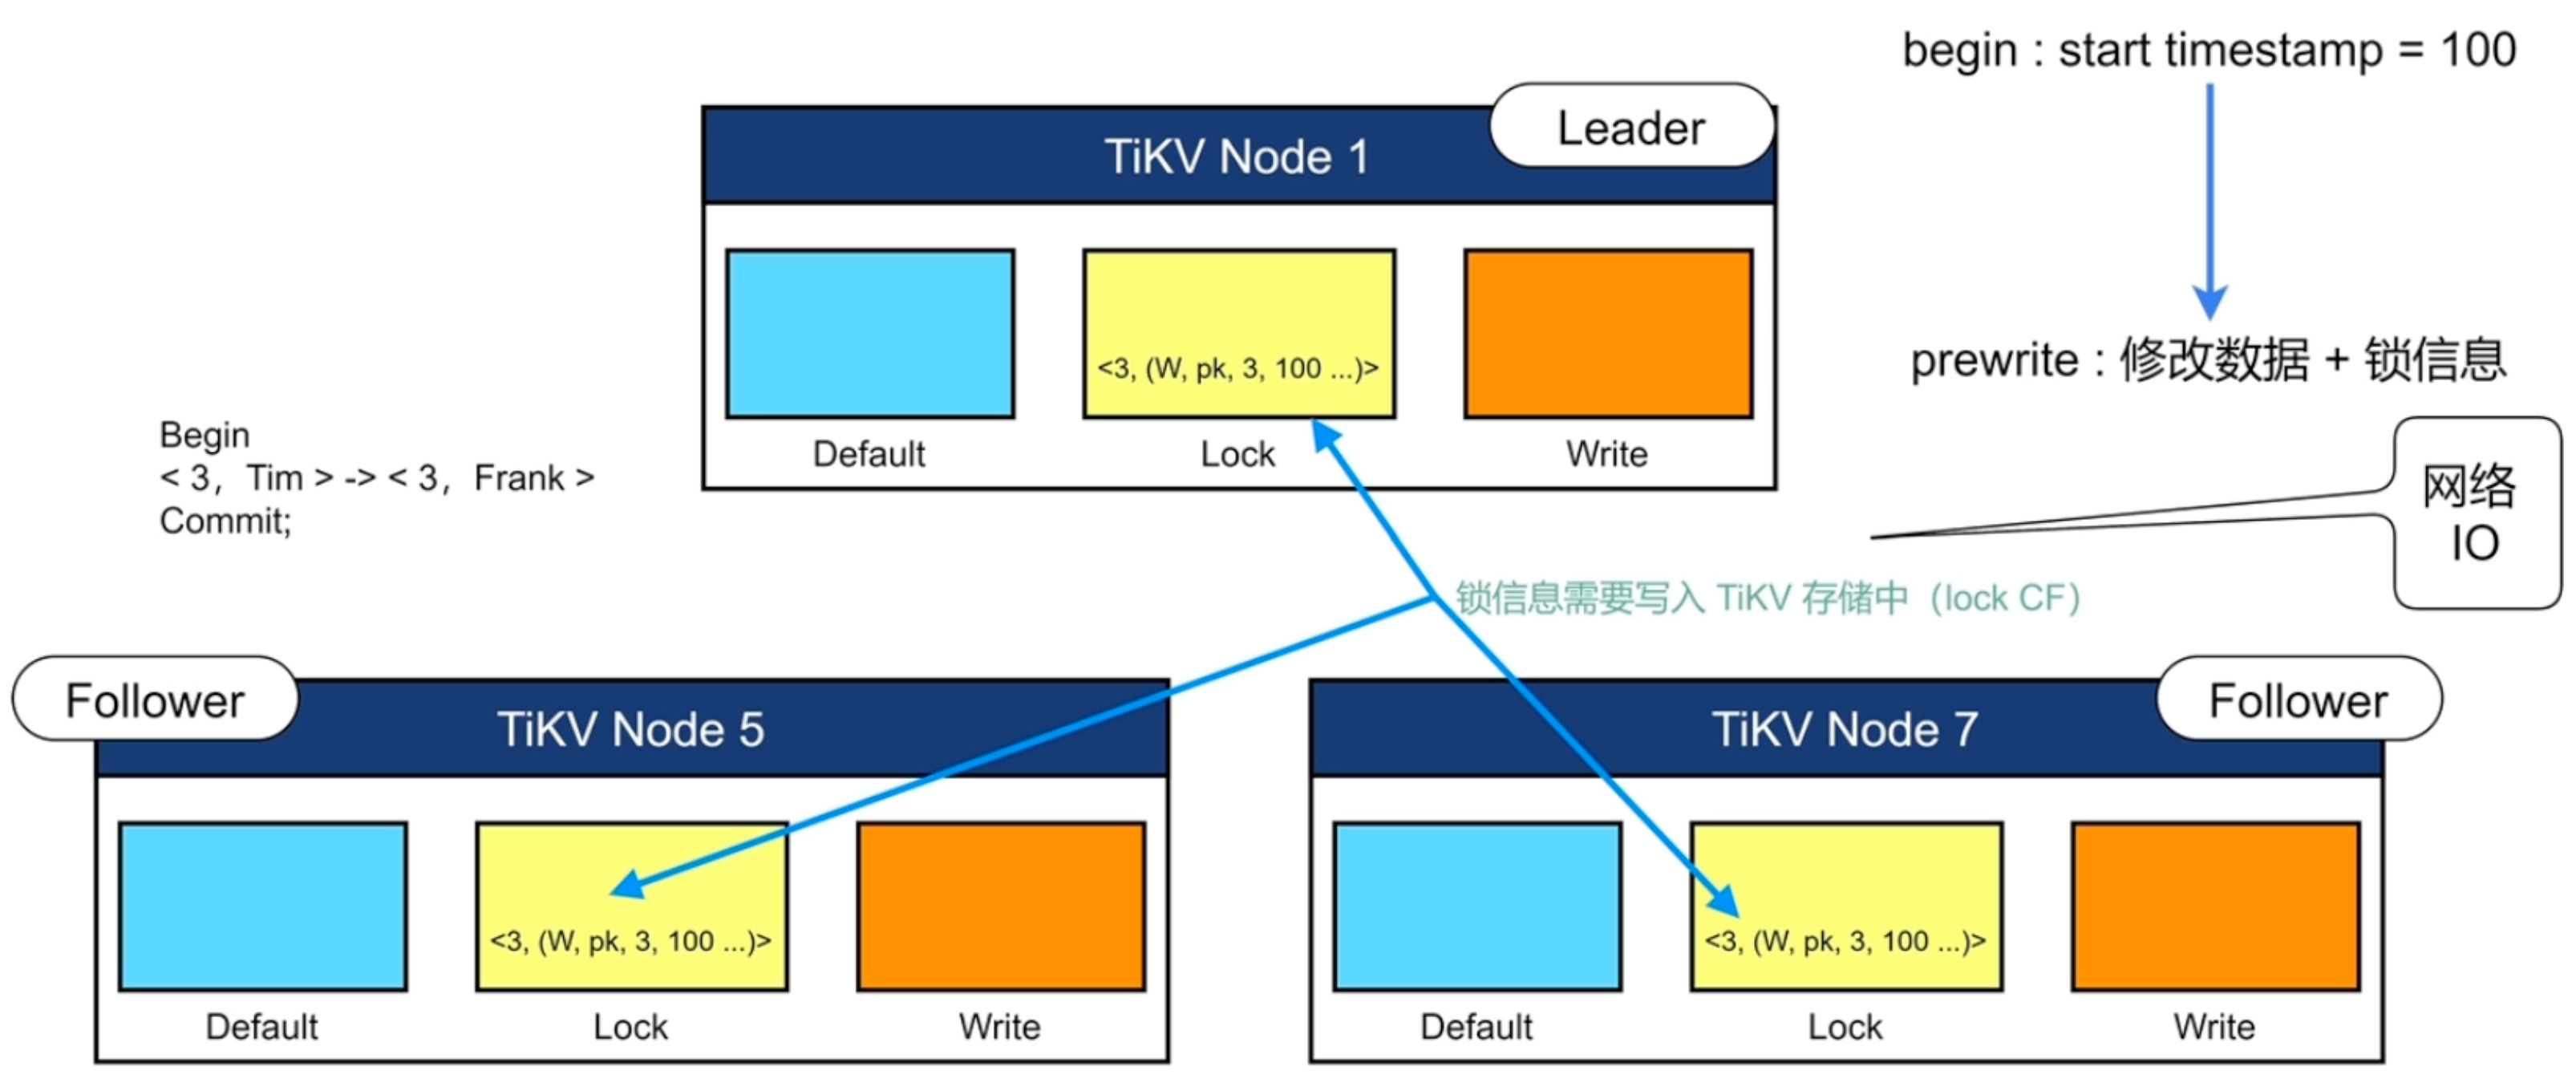 begin : start timestamp = 100
Leader
TiKV Node 1
<3, (W, pk, 3, 100 ...)>
Default
Lock
Write
prewrite : 修改数据 + 锁信息
Begin
< 3， Tim > -> < 3， Frank >
Commit;
网络
IO
锁信息需要写入 TiKV 存储中（lock CF）
Follower
TiKV Node 5
<3, (W, pk, 3, 100 ...)>
Default
Lock
Write
Follower
TiKV Node 7
<3, (W, pk, 3, 100 ...)>
Default
Lock
Write